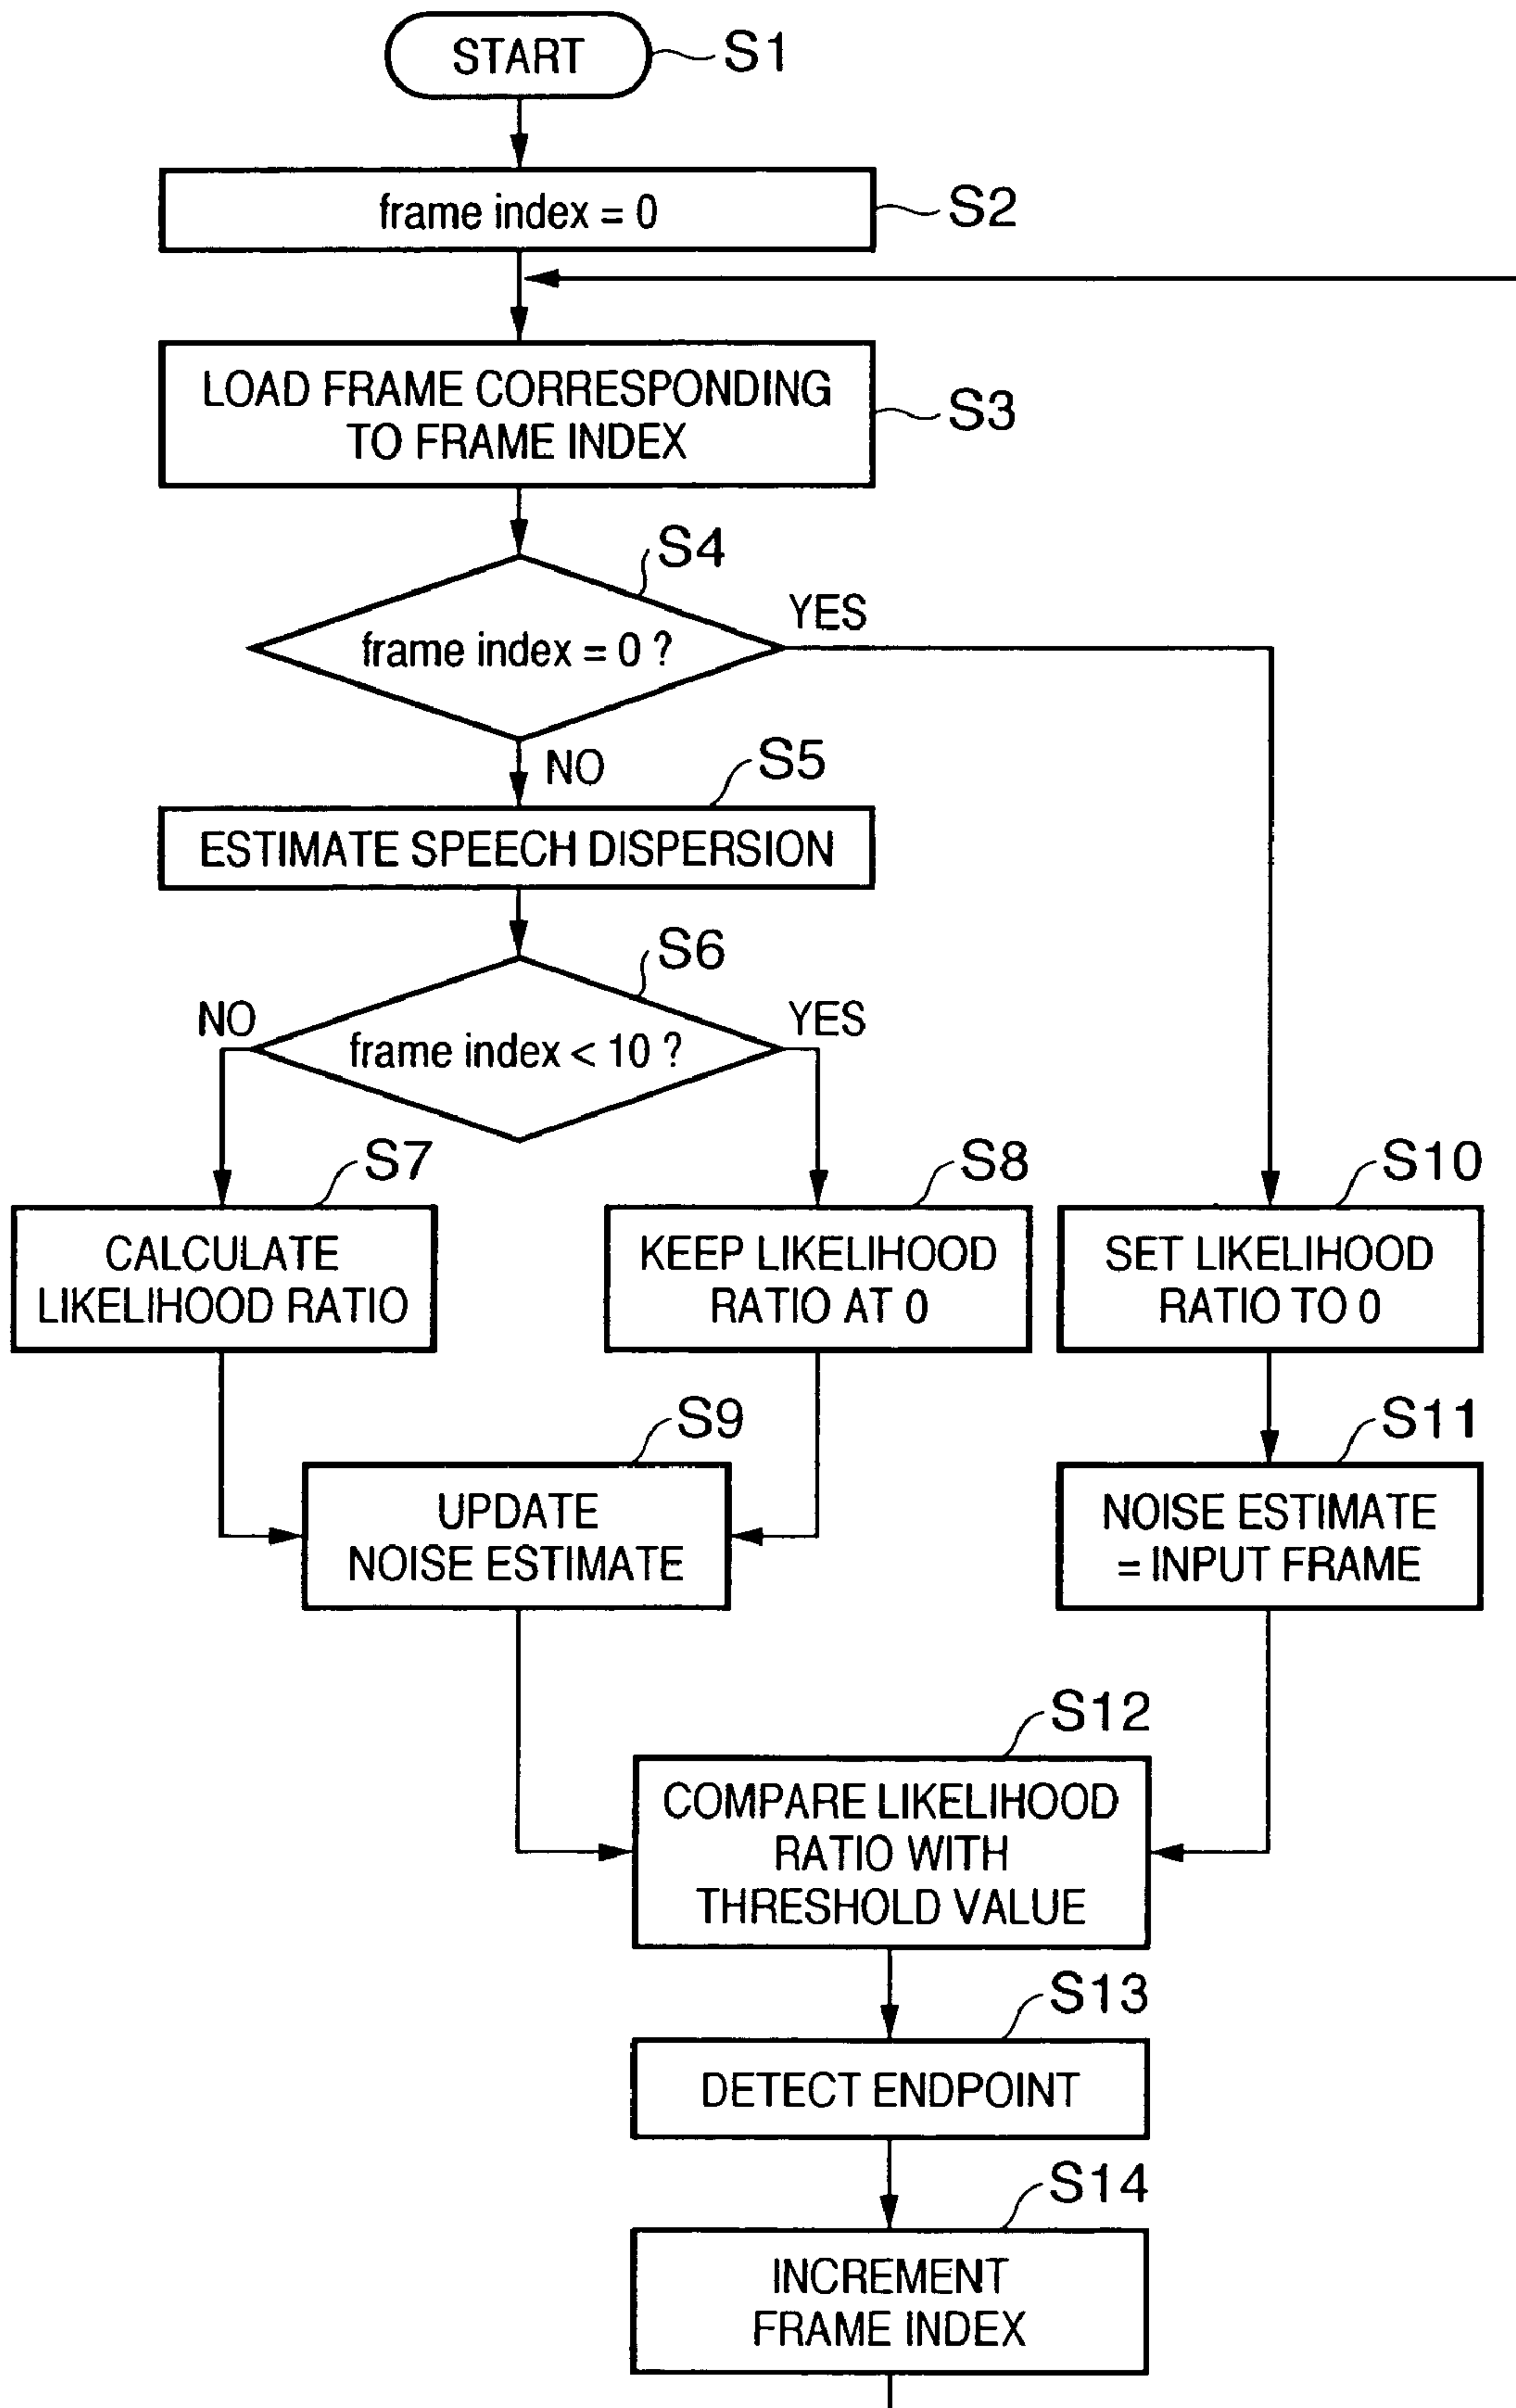 START
S1
frame index = 0
S2
LOAD FRAME CORRESPONDING
TO FRAME INDEX
S3
S4
frame index = 0 ?
YES
NO
S5
ESTIMATE SPEECH DISPERSION
S6
NO
frame index < 10 ?
YES
S7
CALCULATE
LIKELIHOOD RATIO
S8
KEEP LIKELIHOOD
RATIO AT 0
S10
SET LIKELIHOOD
RATIO TO 0
S9
UPDATE
NOISE ESTIMATE
S11
NOISE ESTIMATE
= INPUT FRAME
S12
COMPARE LIKELIHOOD
RATIO WITH
THRESHOLD VALUE
S13
DETECT ENDPOINT
S14
INCREMENT
FRAME INDEX